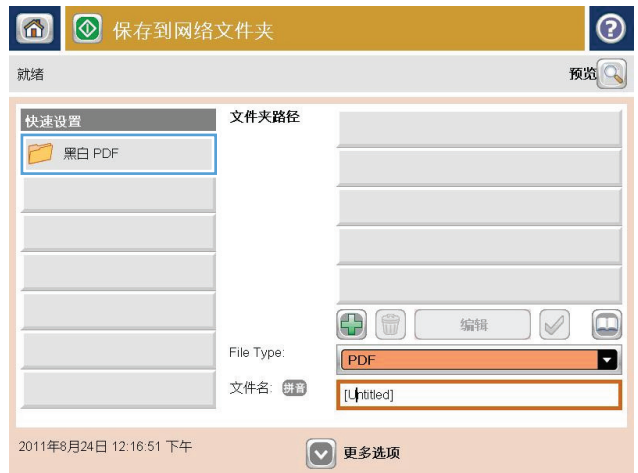 保存到网络文件夹
就绪
预览
快速设置
文件夹路径
黑白 PDF
编辑
File Type:
PDF
文件名: 拼音
[Untitled]
2011年8月24日 12:16:51 下午
更多选项